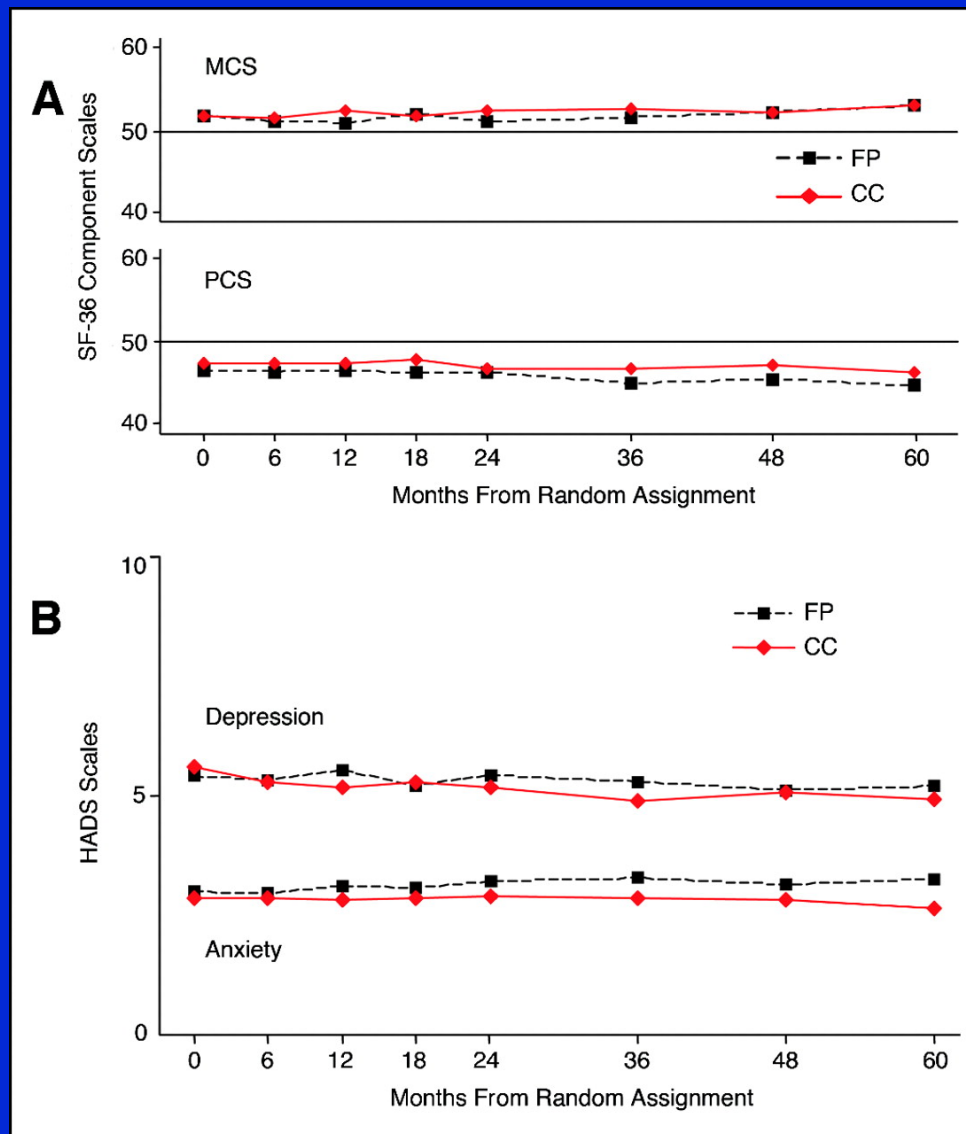 A
SF-36 Component Scales
60
MCS
50
FP
CC
40
60
PCS
50
40
0 6 12 18 24 36 48 60
Months From Random Assignment
B
HADS Scales
10
FP
CC
Depression
5
Anxiety
0
0 6 12 18 24 36 48 60
Months From Random Assignment